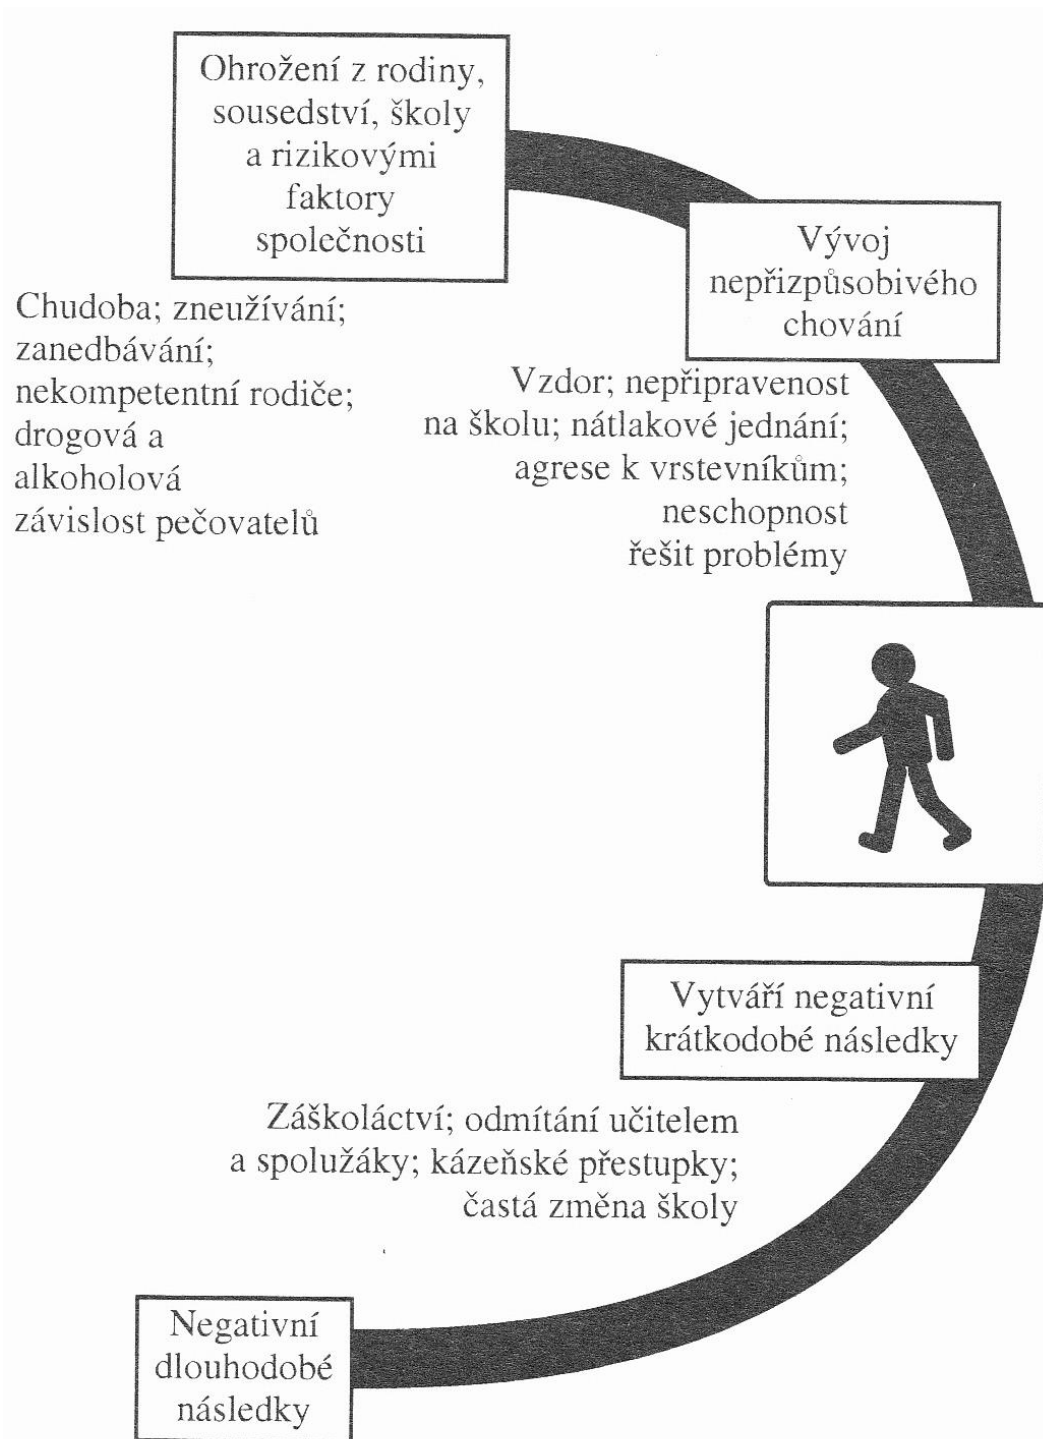 Ohrožení z rodiny,
sousedství, školy
a rizikovými
faktory
společnosti
Chudoba; zneužívání;
zanedbávání;
nekompetentní rodiče;
drogová a
alkoholová
závislost pečovatelů
Vývoj
nepřizpůsobivého
chování
Vzdor; nepřipravenost
na školu; nátlakové jednání;
agrese k vrstevníkům;
neschopnost
řešit problémy
Vytváří negativní
krátkodobé následky
Záškoláctví; odmítání učitelem
a spolužáky; kázeňské přestupky;
častá změna školy
Negativní
dlouhodobé
následky